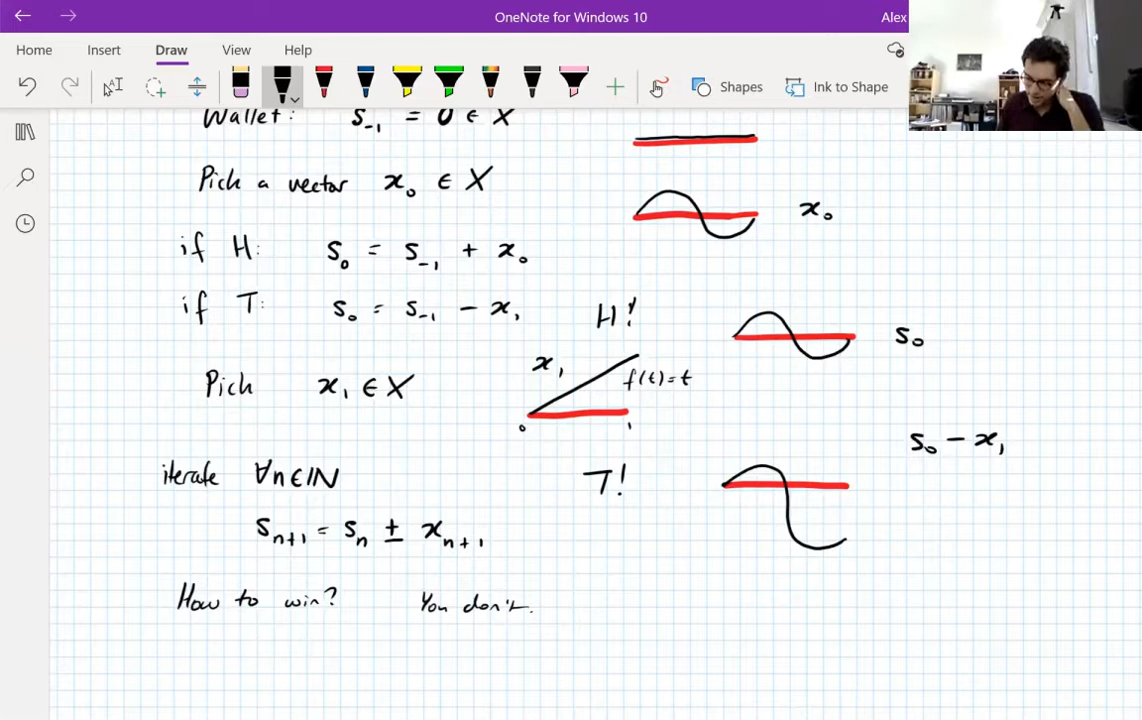 OneNote for Windows 10
Alex
Home Insert Draw View Help
Shapes Ink to Shape
Wallet: s₋₁ = 0 ∈ X
Pick a vector x₀ ∈ X
x₀
if H: s₀ = s₋₁ + x₀
if T: s₀ = s₋₁ - x₁
H!
s₀
x₁
f(t)=t
Pich x₁ ∈ X
0 1
s₀ - x₁
iterate ∀n∈ℕ
T!
sₙ₊₁ = sₙ ± xₙ₊₁
How to win? You don't.